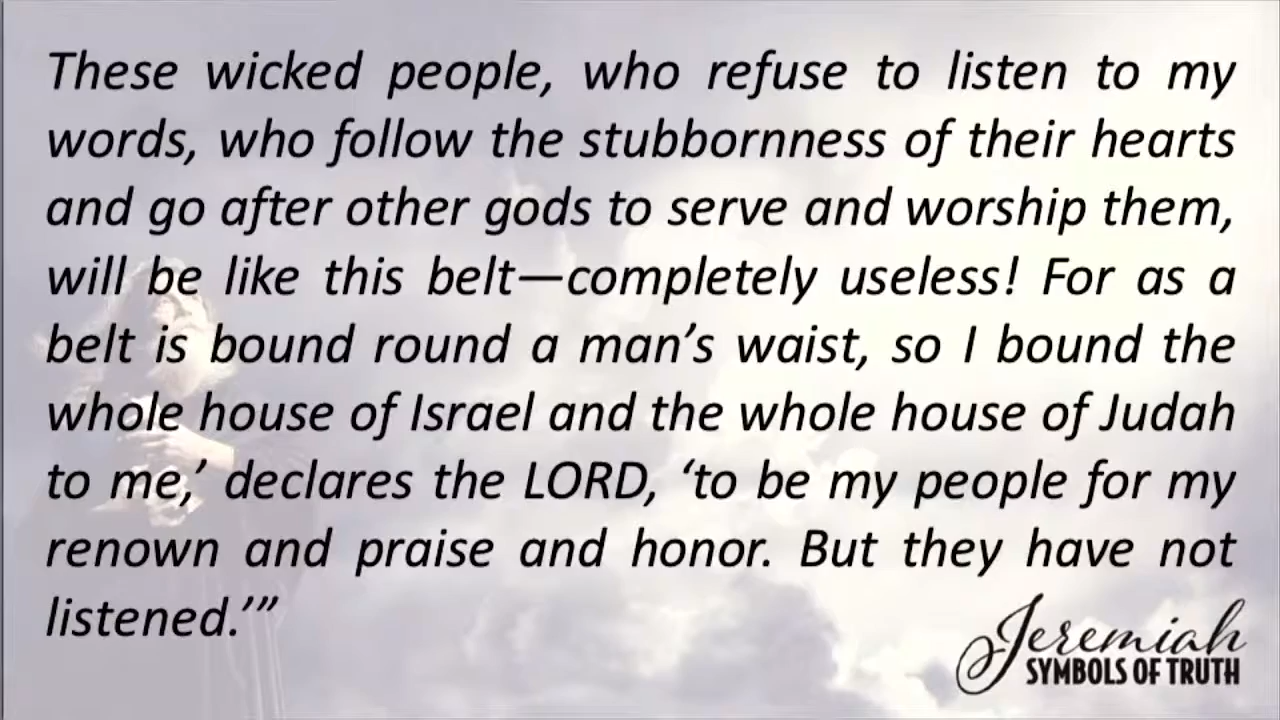 These wicked people, who refuse to listen to my
words, who follow the stubbornness of their hearts
and go after other gods to serve and worship them,
will be like this belt—completely useless! For as a
belt is bound round a man’s waist, so I bound the
whole house of Israel and the whole house of Judah
to me,’ declares the LORD, ‘to be my people for my
renown and praise and honor. But they have not
listened.’”
Jeremiah
SYMBOLS OF TRUTH